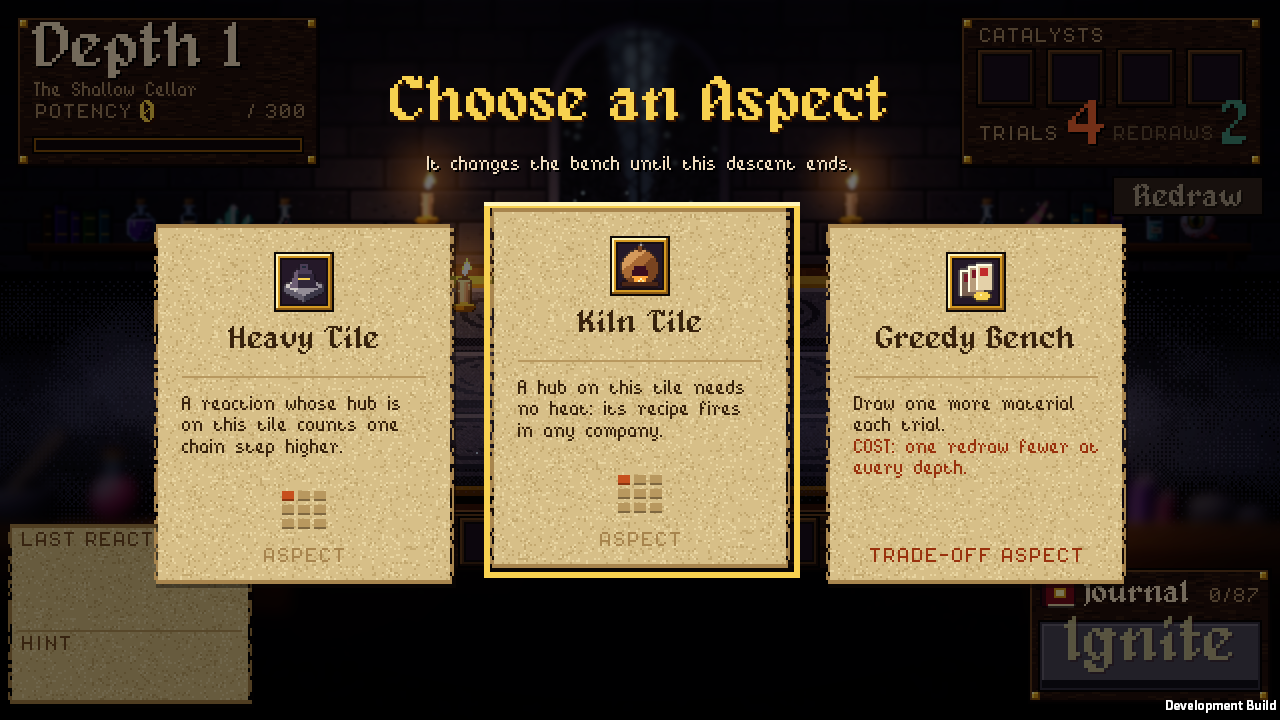 Depth 1
The Shallow Cellar
POTENCY 0 / 300
Choose an Aspect
It changes the bench until this descent ends.
CATALYSTS
TRIALS 4 REDRAWS 2
Redraw
Heavy Tile
A reaction whose hub is
on this tile counts one
chain step higher.
ASPECT
Kiln Tile
A hub on this tile needs
no heat: its recipe fires
in any company.
ASPECT
Greedy Bench
Draw one more material
each trial.
COST: one redraw fewer at
every depth.
TRADE-OFF ASPECT
LAST REACT
HINT
Journal 0/87
Ignite
Development Build